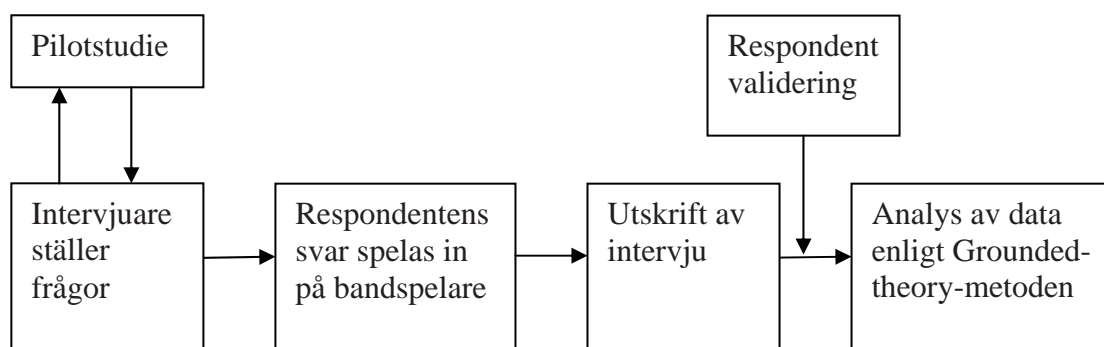 Pilotstudie
Respondent
validering
Intervjuare
ställer
frågor
Respondentens
svar spelas in
på bandspelare
Utskrift av
intervju
Analys av data
enligt Grounded-
theory-metoden